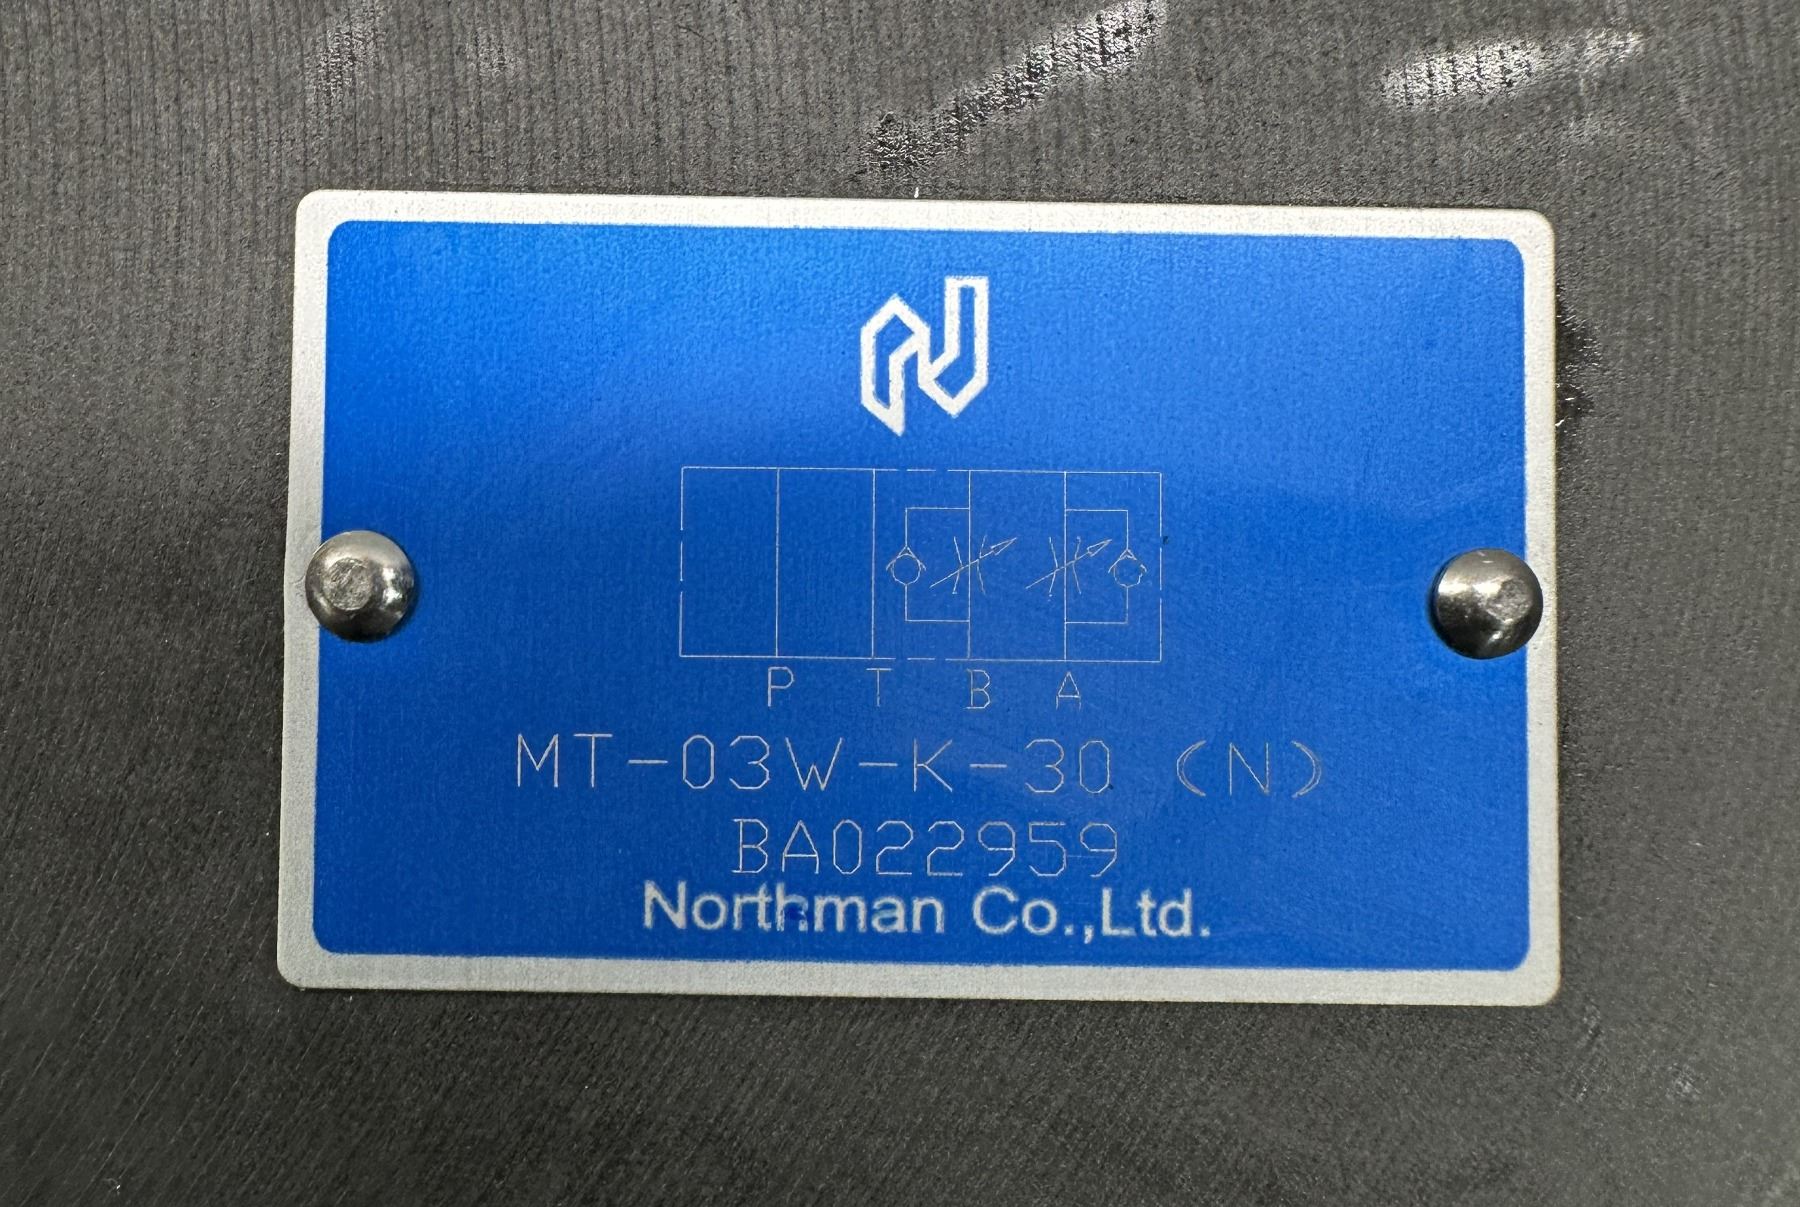 P T B A
MT-03W-K-30 (N)
BA022959
Northman Co.,Ltd.